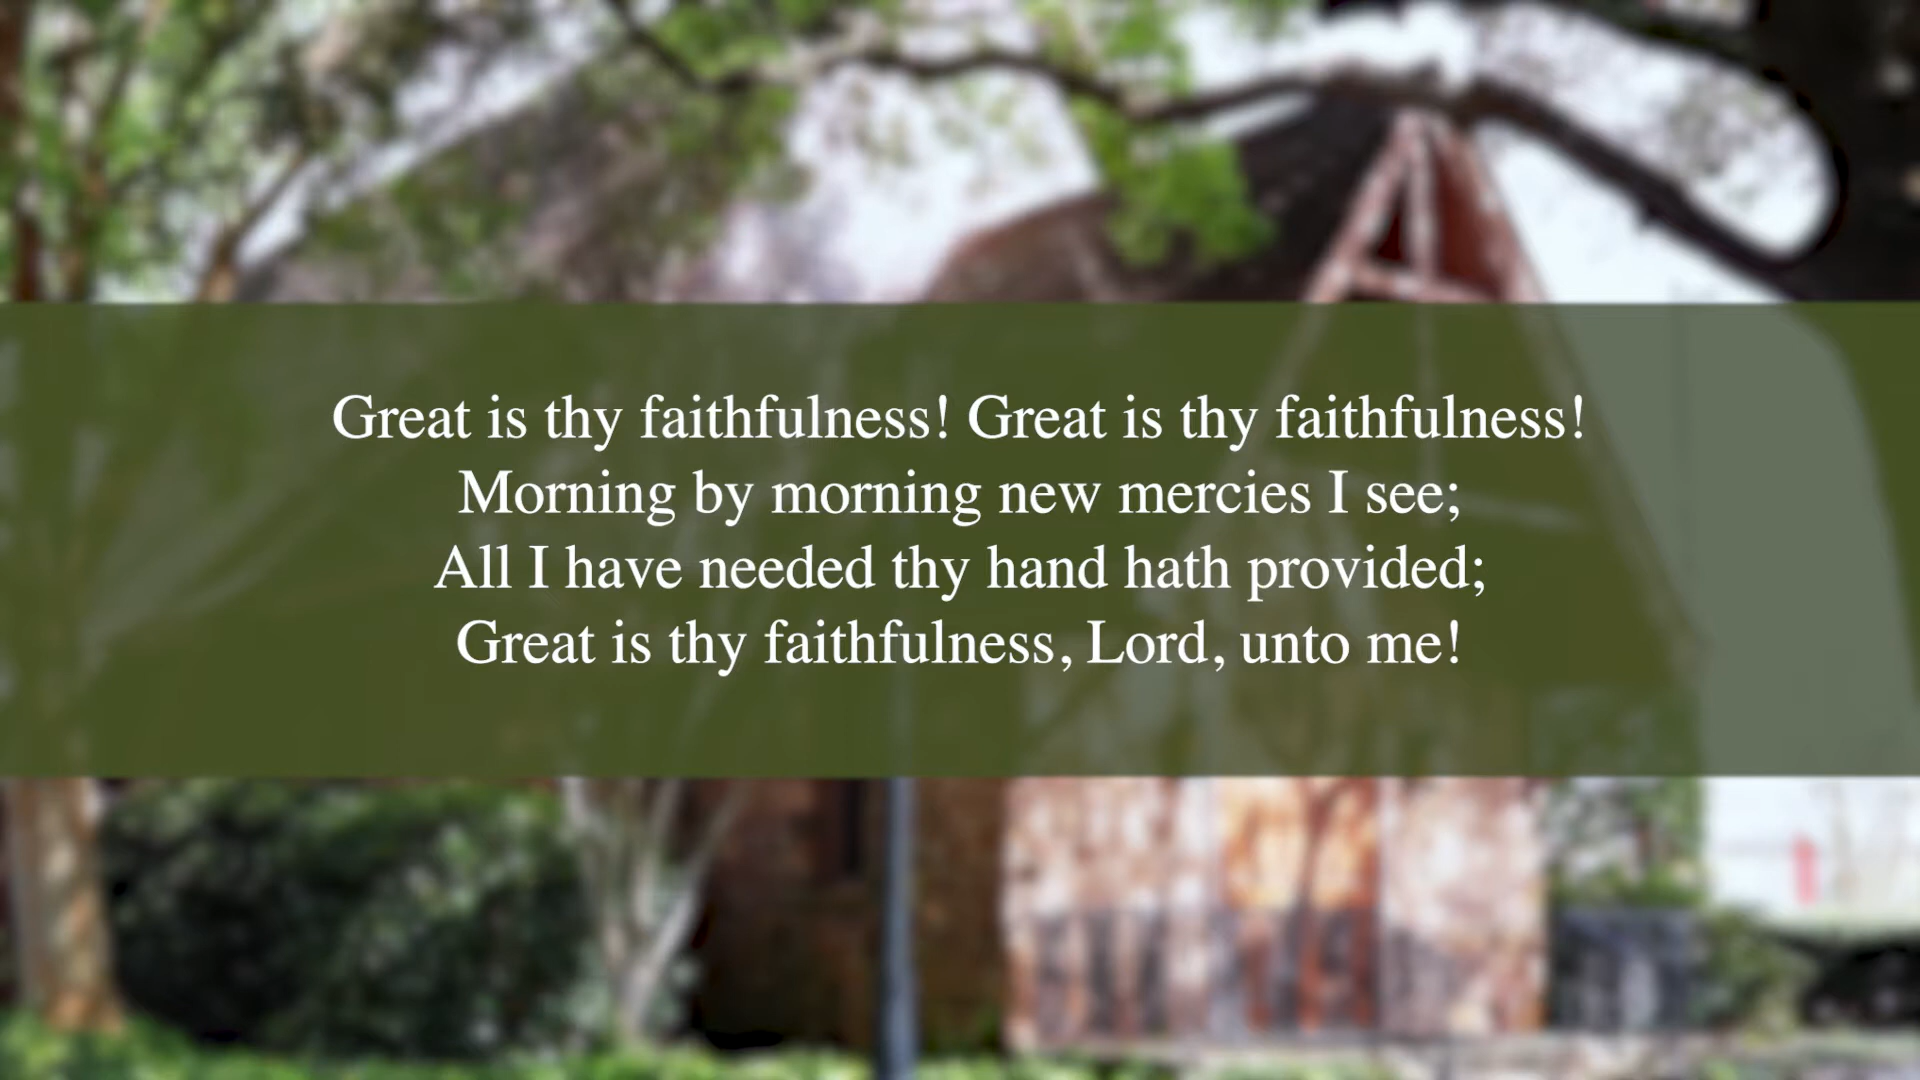 Great is thy faithfulness! Great is thy faithfulness!
Morning by morning new mercies I see;
All I have needed thy hand hath provided;
Great is thy faithfulness, Lord, unto me!